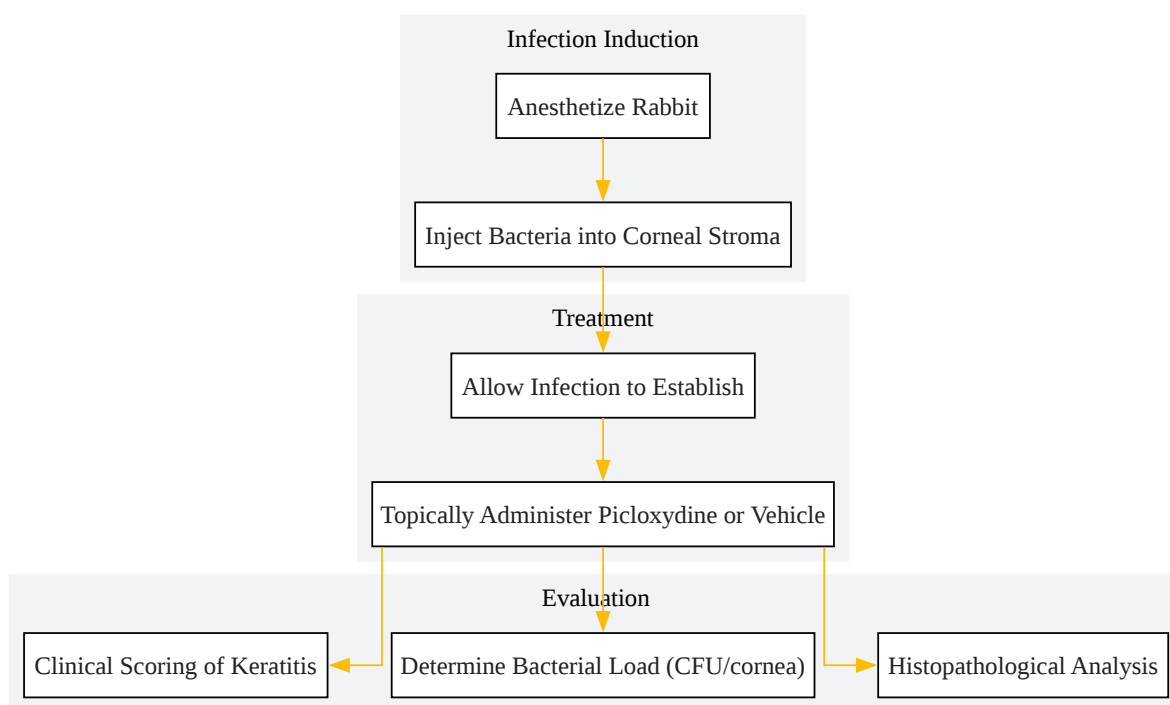 Infection Induction
Anesthetize Rabbit
Inject Bacteria into Corneal Stroma
Treatment
Allow Infection to Establish
Topically Administer Picloxydine or Vehicle
Evaluation
Clinical Scoring of Keratitis
Determine Bacterial Load (CFU/cornea)
Histopathological Analysis